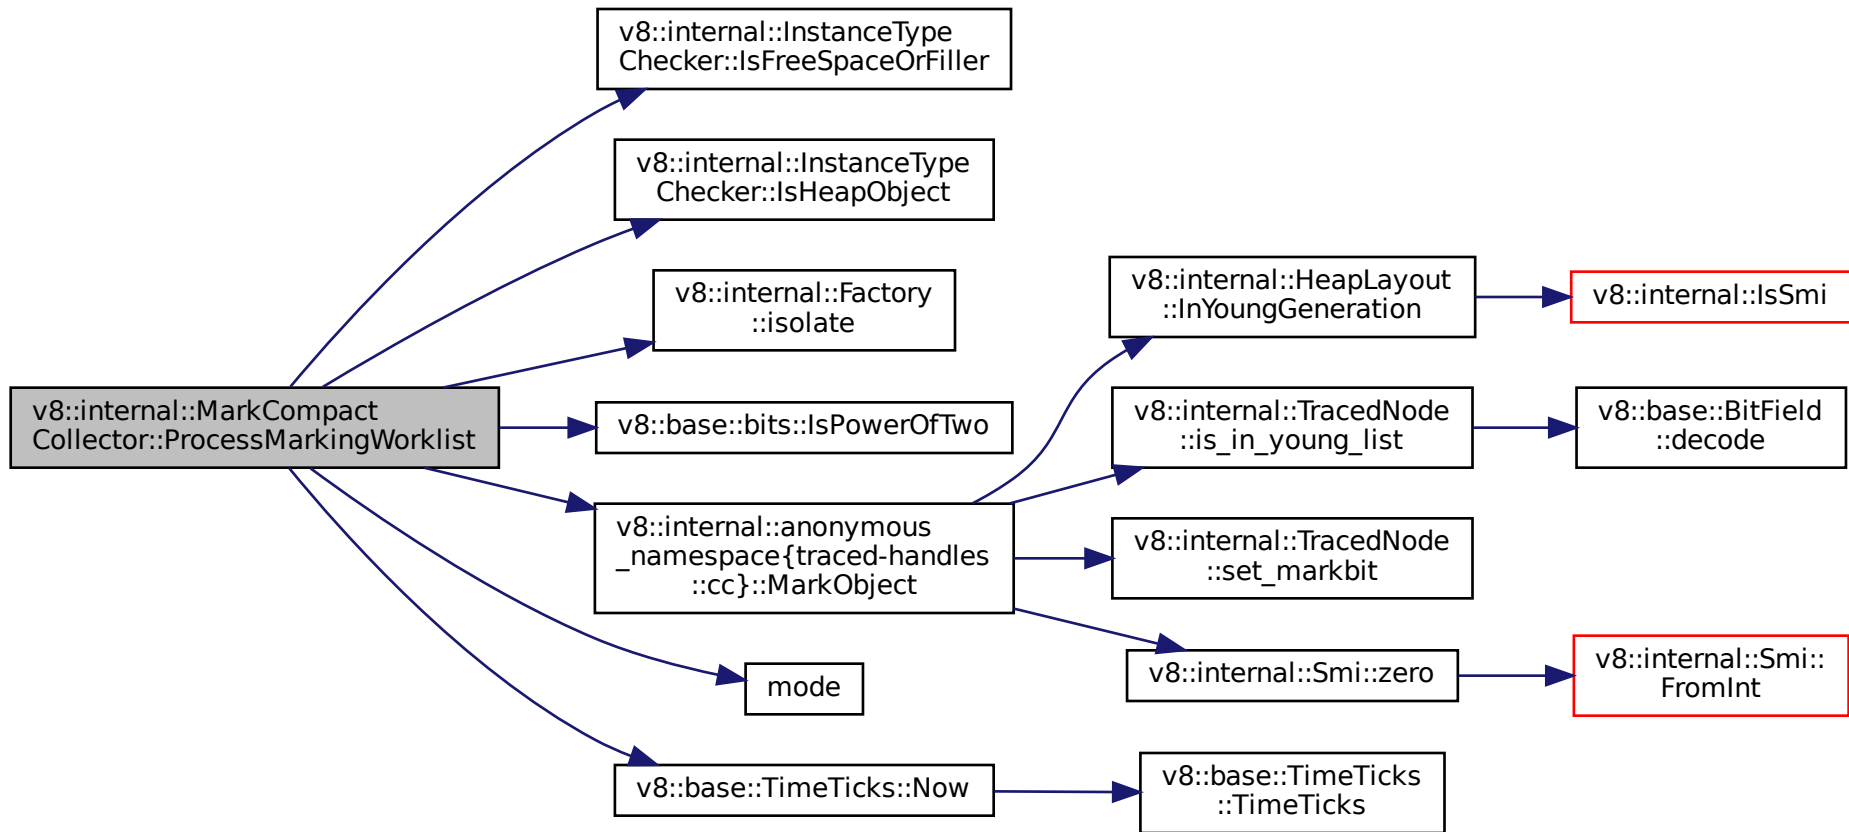 v8::internal::InstanceType
Checker::IsFreeSpaceOrFiller
v8::internal::InstanceType
Checker::IsHeapObject
v8::internal::Factory
::isolate
v8::internal::MarkCompact
Collector::ProcessMarkingWorklist
v8::base::bits::IsPowerOfTwo
v8::internal::anonymous
_namespace{traced-handles
::cc}::MarkObject
mode
v8::base::TimeTicks::Now
v8::internal::HeapLayout
::InYoungGeneration
v8::internal::TracedNode
::is_in_young_list
v8::internal::TracedNode
::set_markbit
v8::internal::Smi::zero
v8::base::TimeTicks
::TimeTicks
v8::internal::IsSmi
v8::base::BitField
::decode
v8::internal::Smi::
FromInt